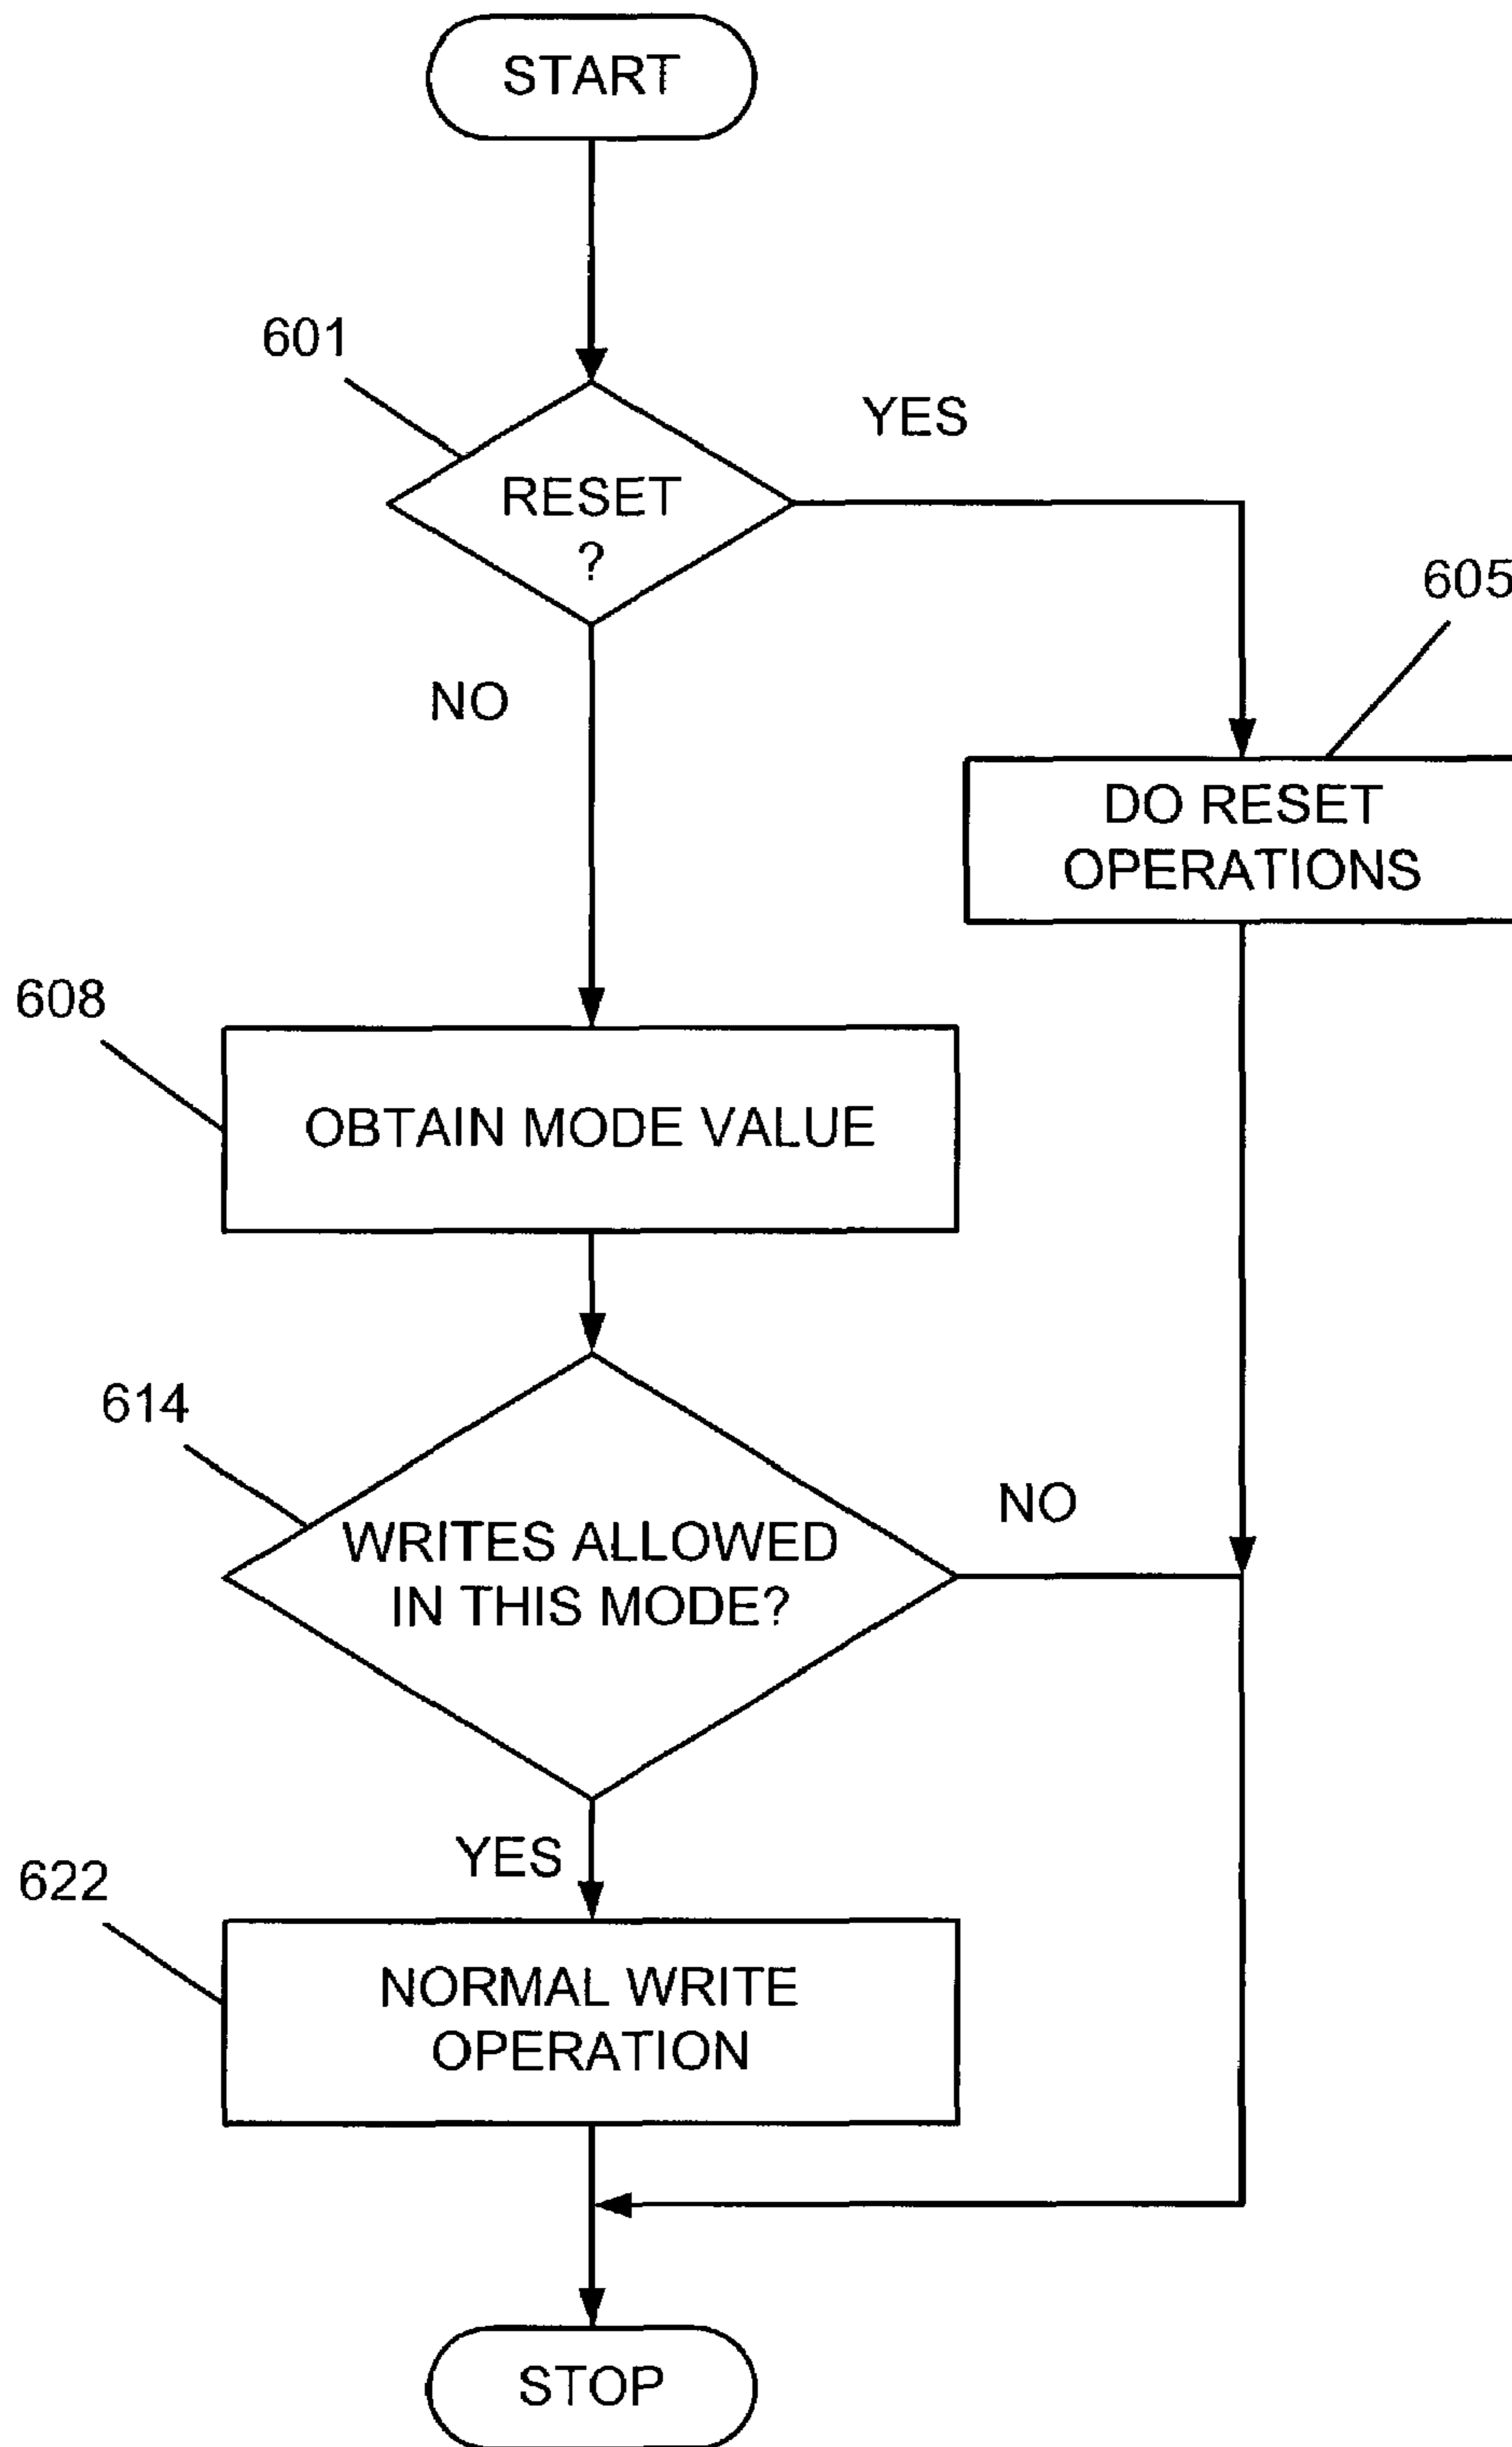 START
601
YES
RESET
?
605
NO
DO RESET
OPERATIONS
608
OBTAIN MODE VALUE
614
NO
WRITES ALLOWED
IN THIS MODE?
YES
622
NORMAL WRITE
OPERATION
STOP